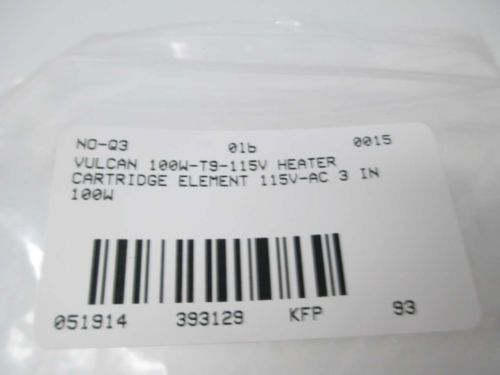 NO-Q3 01b 0015
VULCAN 100W-T9-115V HEATER
CARTRIDGE ELEMENT 115V-AC 3 IN
100W
051914 393129 KFP 93